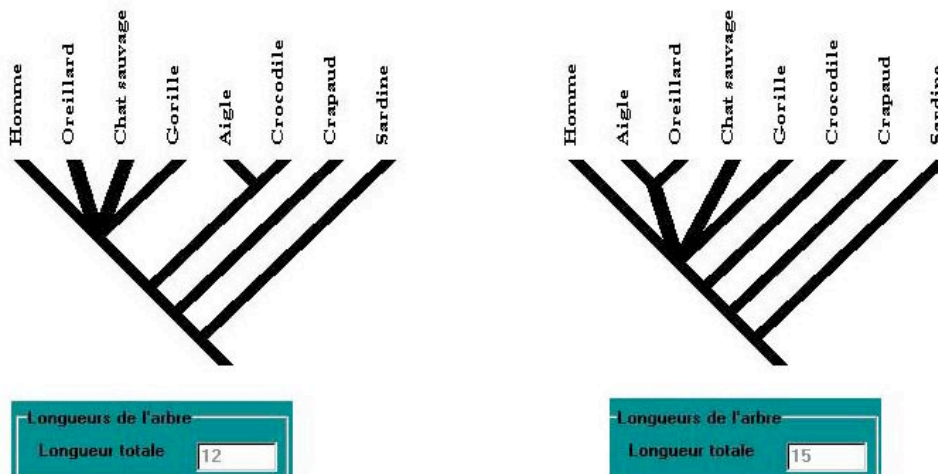 Homme
Oreillard
Chat sauvage
Gorille
Aigle
Crocodile
Crapaud
Sardine
Homme
Aigle
Oreillard
Chat sauvage
Gorille
Crocodile
Crapaud
Sardine
Longueurs de l'arbre
Longueur totale 12
Longueurs de l'arbre
Longueur totale 15